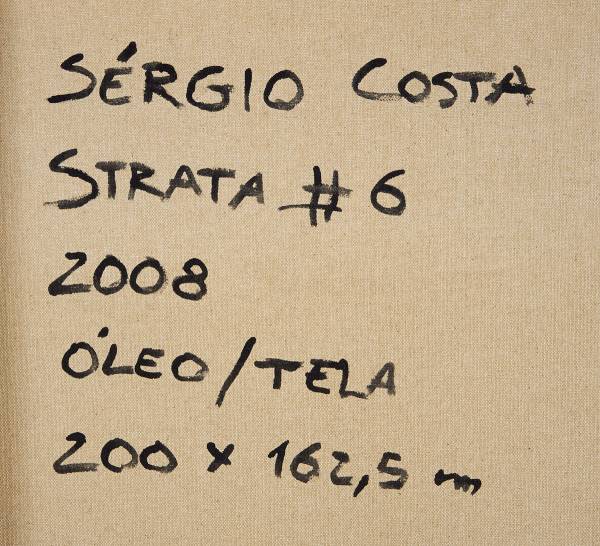 SÉRGIO COSTA
STRATA # 6
2008
ÓLEO / TELA
200 x 162,5 cm